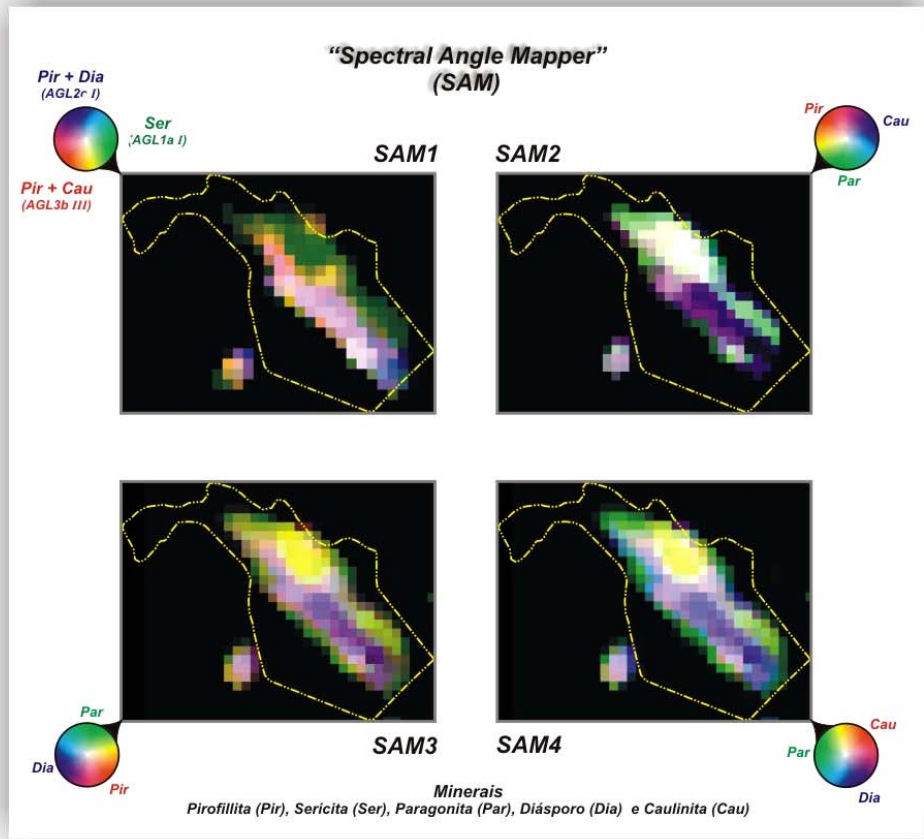 “Spectral Angle Mapper”
(SAM)
Pir + Dia
(AGL2c I)
Ser
(AGL1a I)
Pir + Cau
(AGL3b III)
SAM1
SAM2
Pir
Cau
Par
Par
Dia
Pir
SAM3
SAM4
Cau
Par
Dia
Minerais
Pirofillita (Pir), Sericita (Ser), Paragonita (Par), Diásporo (Dia) e Caulinita (Cau)